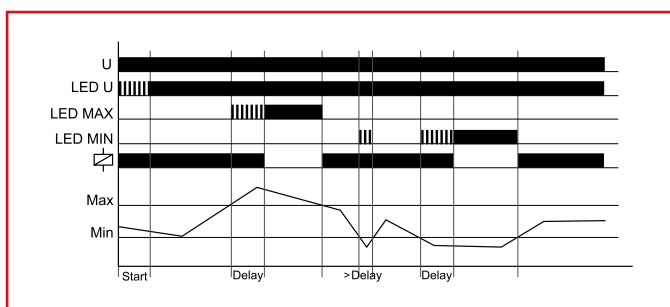 U
LED U
LED MAX
LED MIN
Max
Min
Start Delay >Delay Delay